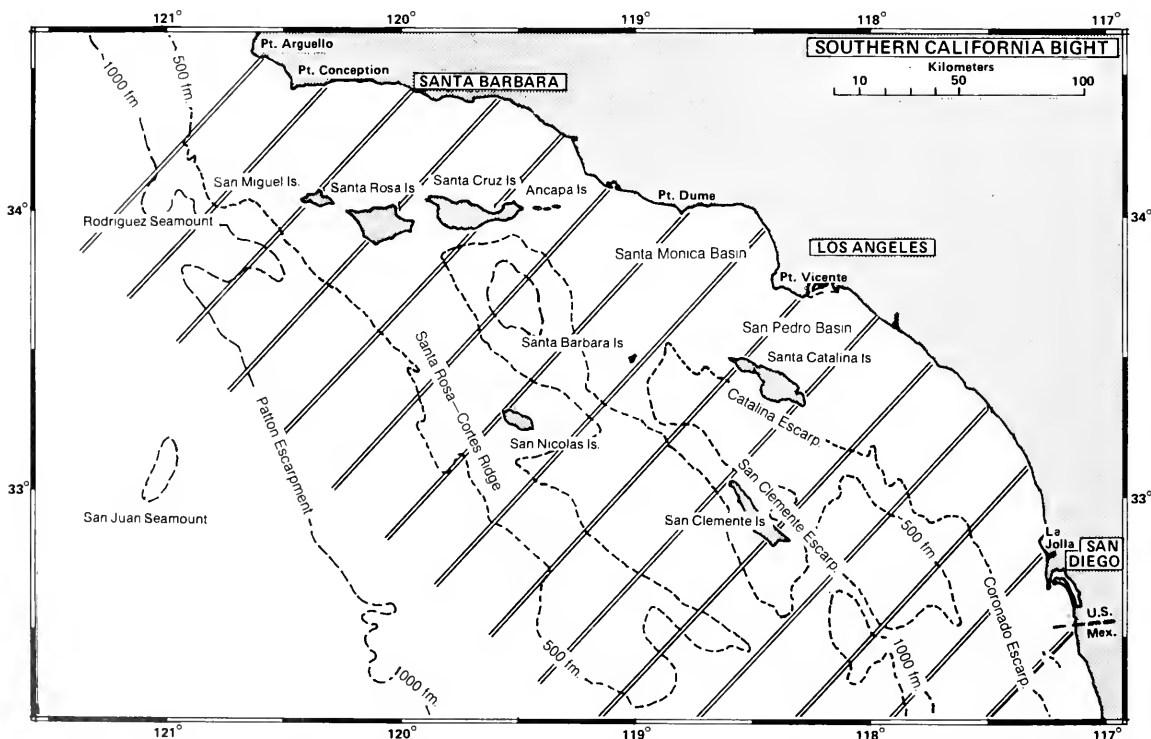 121°
120°
119°
118°
117°
SOUTHERN CALIFORNIA BIGHT
Kilometers
10 50 100
Pt. Arguello
Pt. Conception
SANTA BARBARA
1000 fm.
500 fm.
San Miguel Is.
Santa Rosa Is
Santa Cruz Is
Ancapa Is
Pt. Dume
34°
34°
Rodriguez Seamount
Santa Monica Basin
LOS ANGELES
Pt. Vicente
San Pedro Basin
Santa Barbara Is
Santa Catalina Is
Santa Rosa—Cortes Ridge
Catalina Escarp.
Patton Escarpment
San Nicolas Is.
San Clemente Escarp.
33°
33°
San Juan Seamount
San Clemente Is
500 fm.
La
Jolla
SAN
DIEGO
Coronado Escarp.
U.S.
Mex.
500 fm.
1000 fm.
1000 fm.
121°
120°
119°
118°
117°